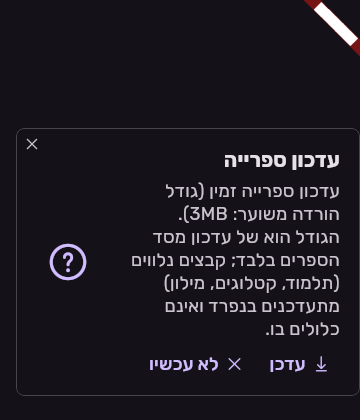 עדכון ספרייה
עדכון ספרייה זמין (גודל
הורדה משוער: 3MB).
הגודל הוא של עדכון מסד
הספרים בלבד; קבצים נלווים
(תלמוד, קטלוגים, מילון)
מתעדכנים בנפרד ואינם
כלולים בו.
עדכן
לא עכשיו